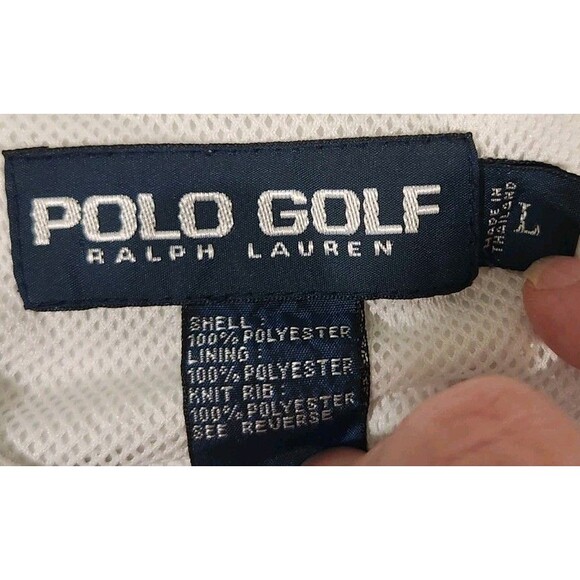 POLO GOLF
RALPH LAUREN
MADE IN
THAILAND
L
SHELL:
100% POLYESTER
LINING:
100% POLYESTER
KNIT RIB:
100% POLYESTER
SEE REVERSE